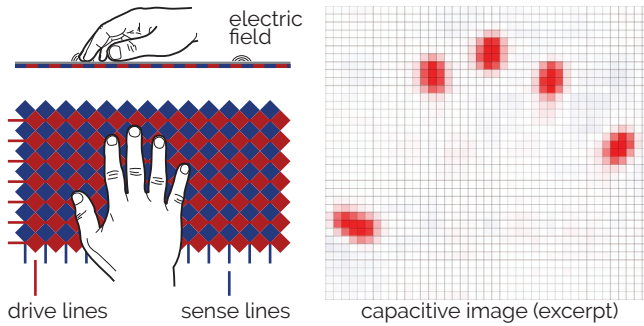 electric
field
drive lines
sense lines
capacitive image (excerpt)